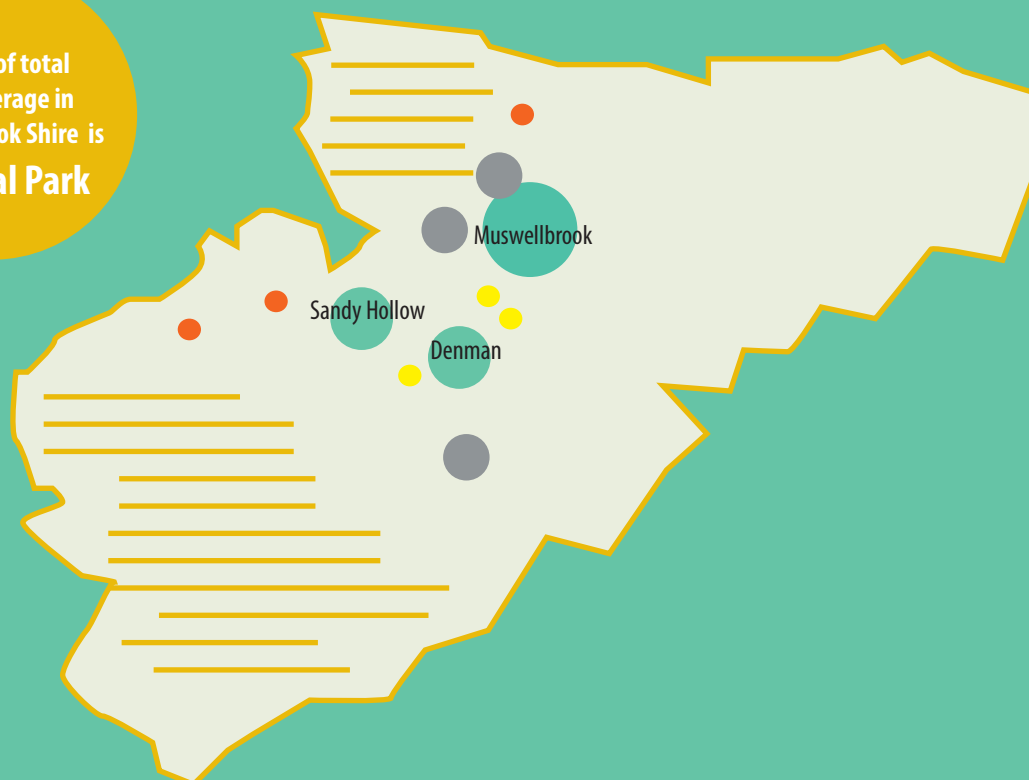 of total
erage in
ok Shire is
al Park
Muswellbrook
Sandy Hollow
Denman